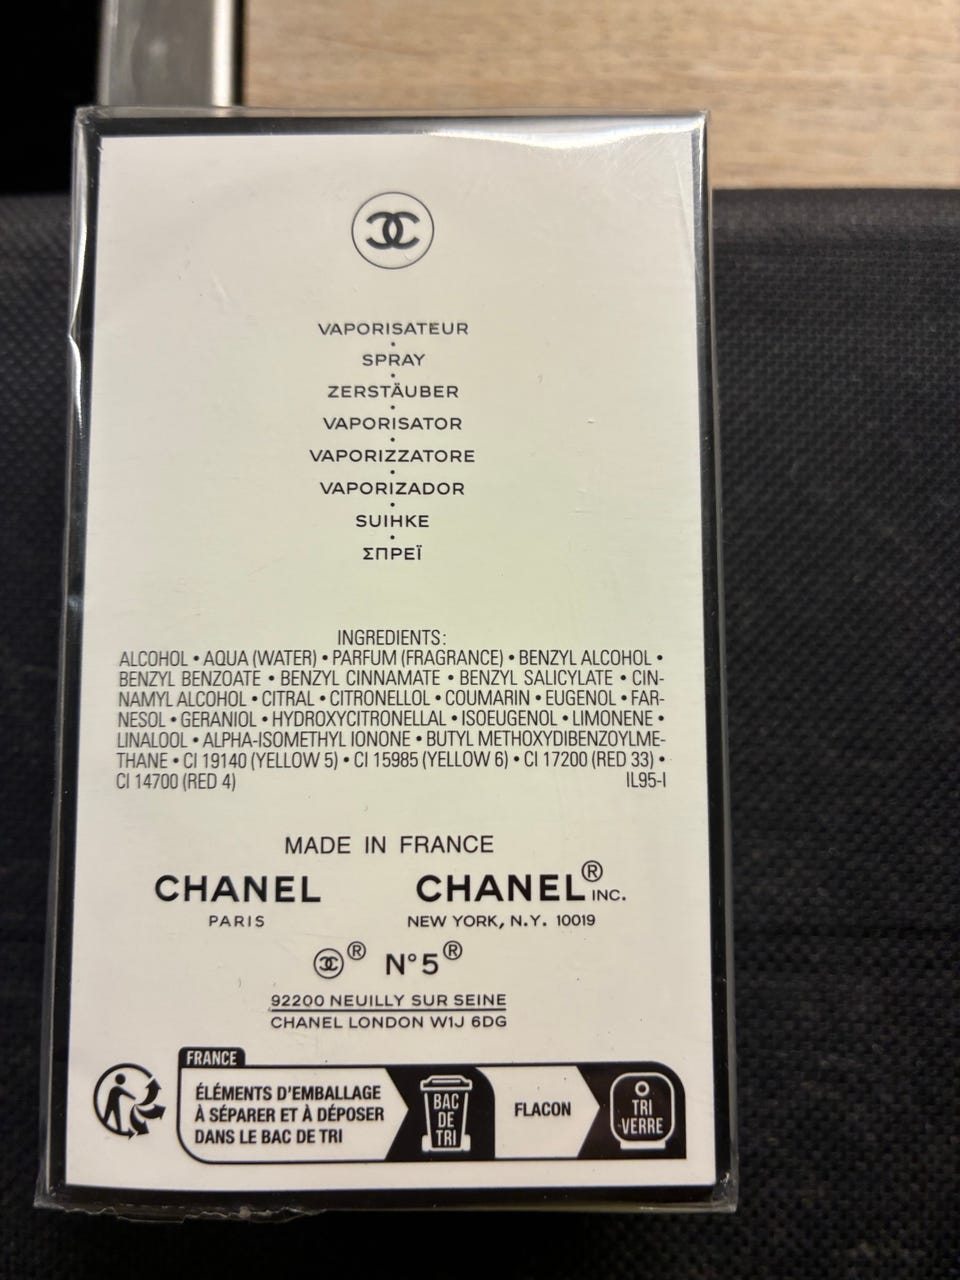 VAPORISATEUR
SPRAY
ZERSTÄUBER
VAPORISATOR
VAPORIZZATORE
VAPORIZADOR
SUIHKE
ΣΠΡΕΪ
INGREDIENTS:
ALCOHOL • AQUA (WATER) • PARFUM (FRAGRANCE) • BENZYL ALCOHOL •
BENZYL BENZOATE • BENZYL CINNAMATE • BENZYL SALICYLATE • CIN-
NAMYL ALCOHOL • CITRAL • CITRONELLOL • COUMARIN • EUGENOL • FAR-
NESOL • GERANIOL • HYDROXYCITRONELLAL • ISOEUGENOL • LIMONENE •
LINALOOL • ALPHA-ISOMETHYL IONONE • BUTYL METHOXYDIBENZOYLME-
THANE • CI 19140 (YELLOW 5) • CI 15985 (YELLOW 6) • CI 17200 (RED 33) •
CI 14700 (RED 4) IL95-I
MADE IN FRANCE
CHANEL CHANEL® INC.
PARIS NEW YORK, N.Y. 10019
® N°5®
92200 NEUILLY SUR SEINE
CHANEL LONDON W1J 6DG
FRANCE
ÉLÉMENTS D'EMBALLAGE
À SÉPARER ET À DÉPOSER
DANS LE BAC DE TRI
BAC
DE
TRI
FLACON
TRI
VERRE